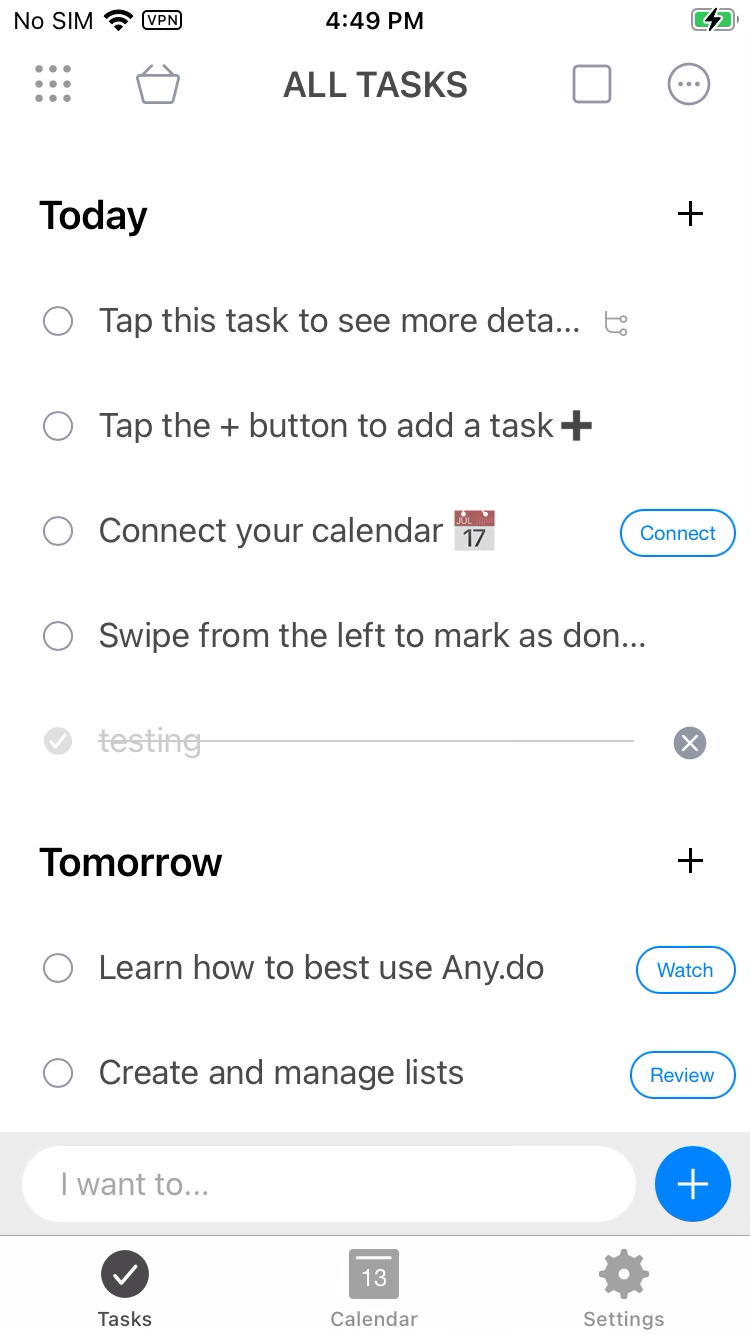 No SIM VPN 4:49 PM
ALL TASKS
Today
Tap this task to see more deta...
Tap the + button to add a task➕
Connect your calendar JUL 17 Connect
Swipe from the left to mark as don...
testing
Tomorrow
Learn how to best use Any.do Watch
Create and manage lists Review
I want to...
13
Tasks Calendar Settings